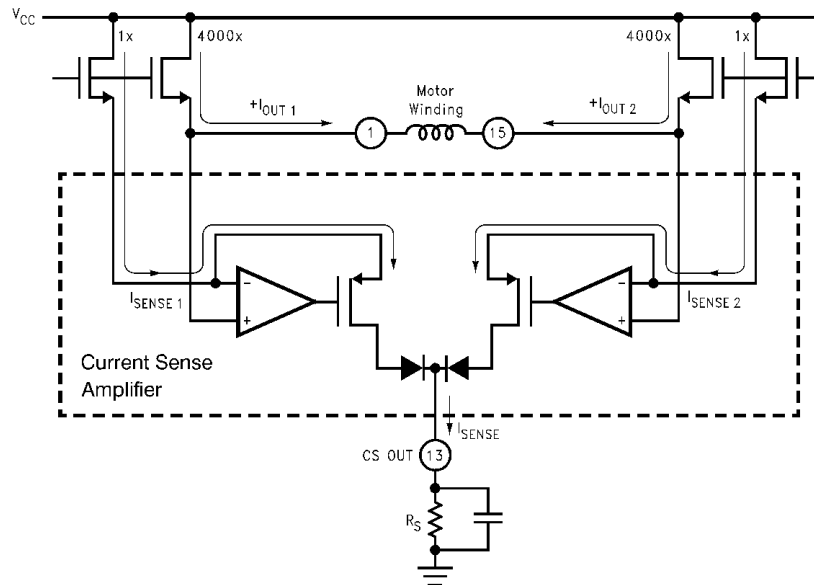 V_CC
1x 4000x 4000x 1x
Motor
Winding
+I_OUT 1 +I_OUT 2
1 15
I_SENSE 1 - - I_SENSE 2
+ +
Current Sense
Amplifier
I_SENSE
CS OUT 13
R_S